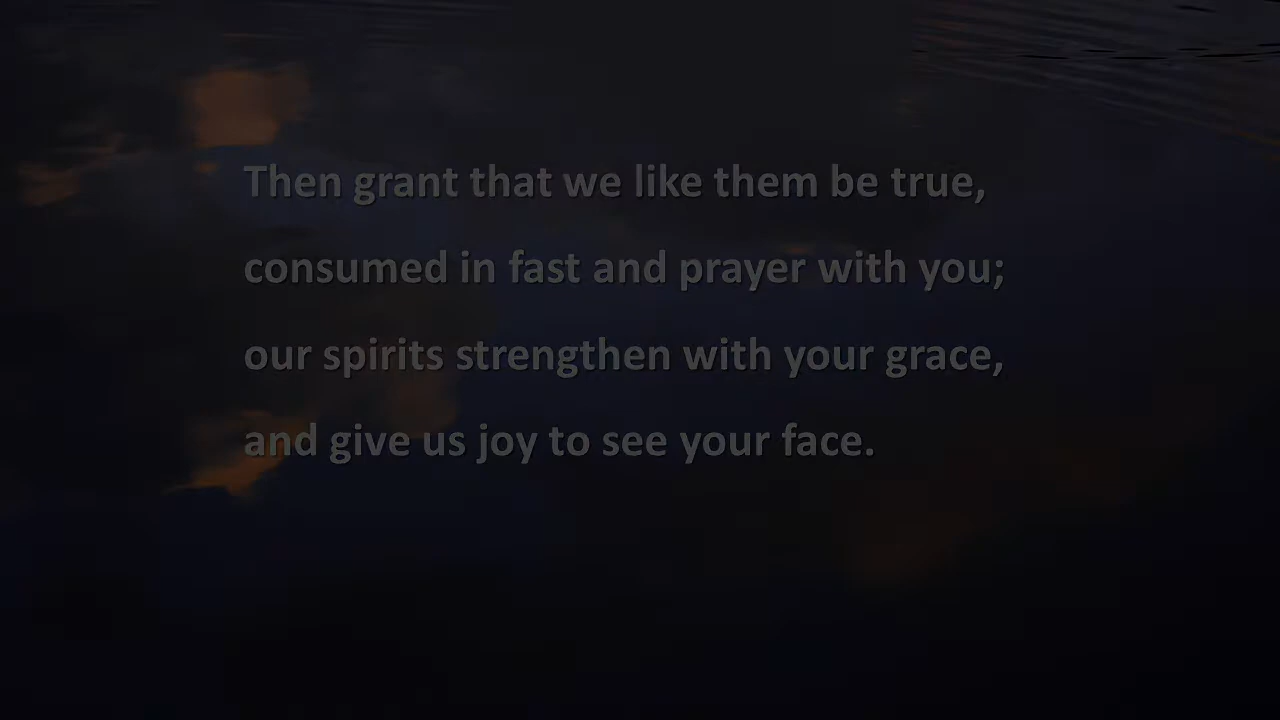 Then grant that we like them be true,
consumed in fast and prayer with you;
our spirits strengthen with your grace,
and give us joy to see your face.